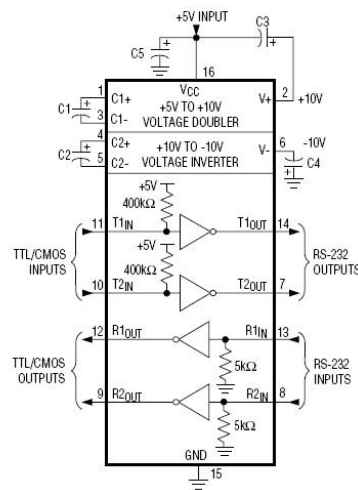 +5V INPUT
C3
C5
16
VCC
1
C1+
+5V TO +10V
V+
2
+10V
C1
3
C1-
VOLTAGE DOUBLER
4
C2+
+10V TO -10V
VOLTAGE INVERTER
V-
6
-10V
C2
5
C2-
C4
+5V
400kΩ
11
T1IN
T1OUT
14
+5V
400kΩ
TTL/CMOS
INPUTS
RS-232
OUTPUTS
10
T2IN
T2OUT
7
12
R1OUT
R1IN
13
5kΩ
TTL/CMOS
OUTPUTS
RS-232
INPUTS
9
R2OUT
R2IN
8
5kΩ
GND
15